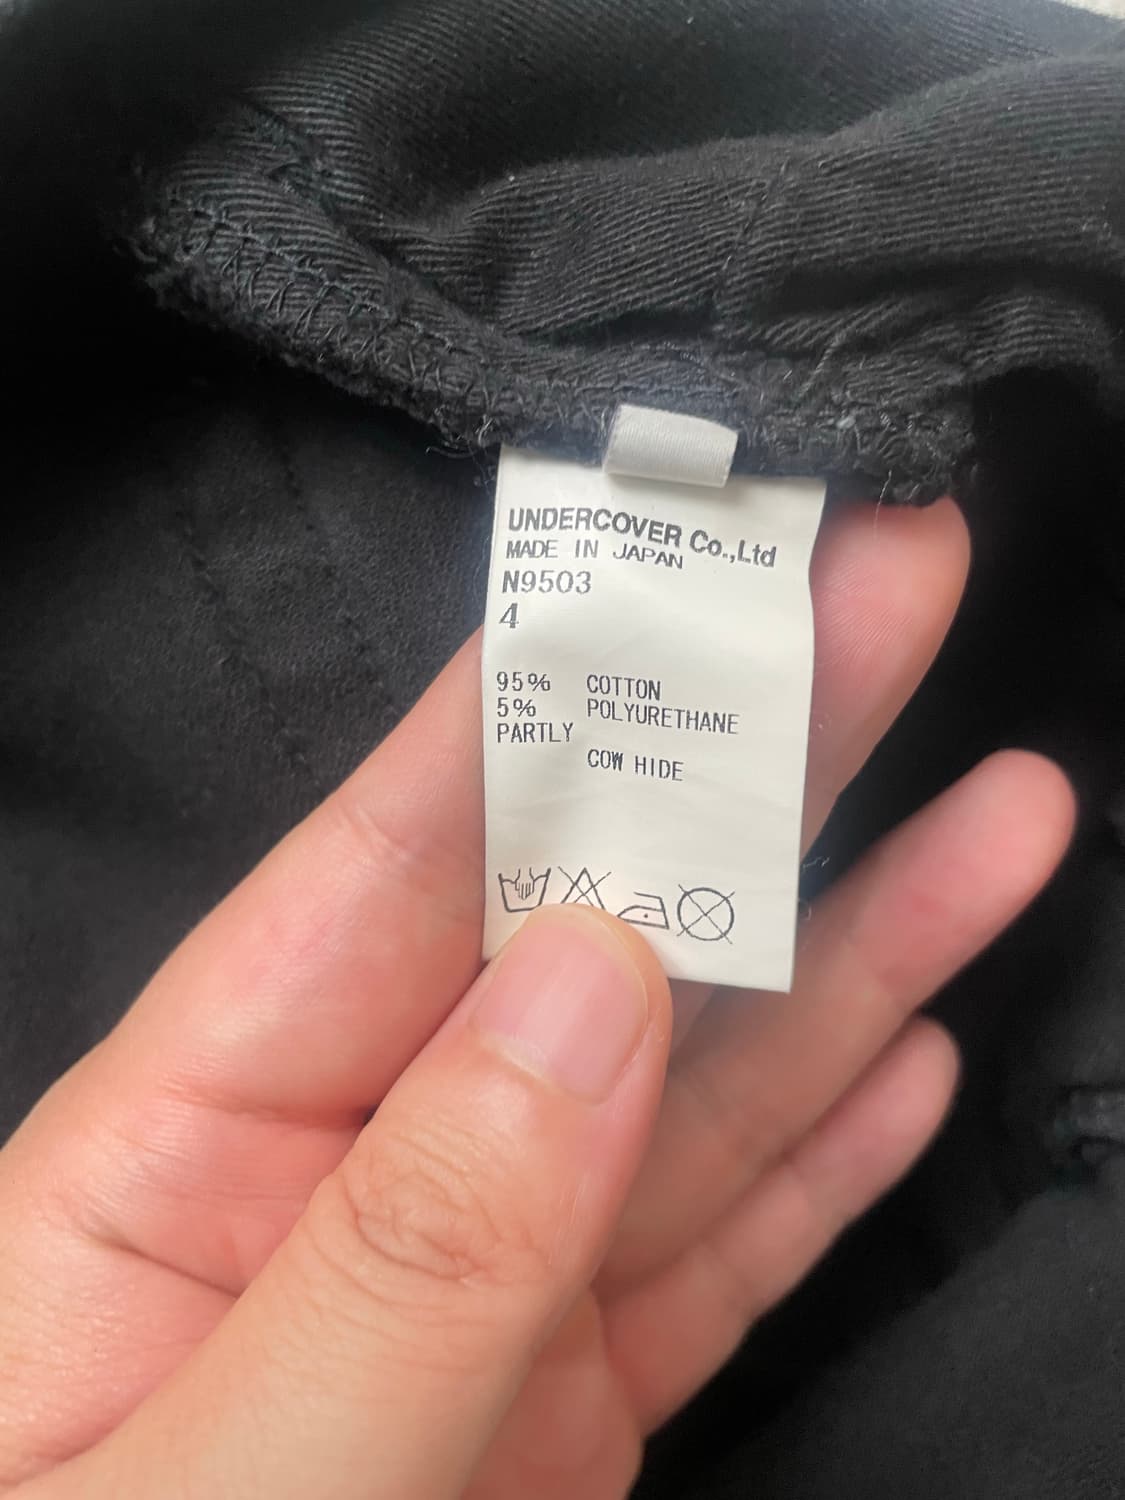 UNDERCOVER Co.,Ltd
MADE IN JAPAN
N9503
4
95% COTTON
5% POLYURETHANE
PARTLY
COW HIDE